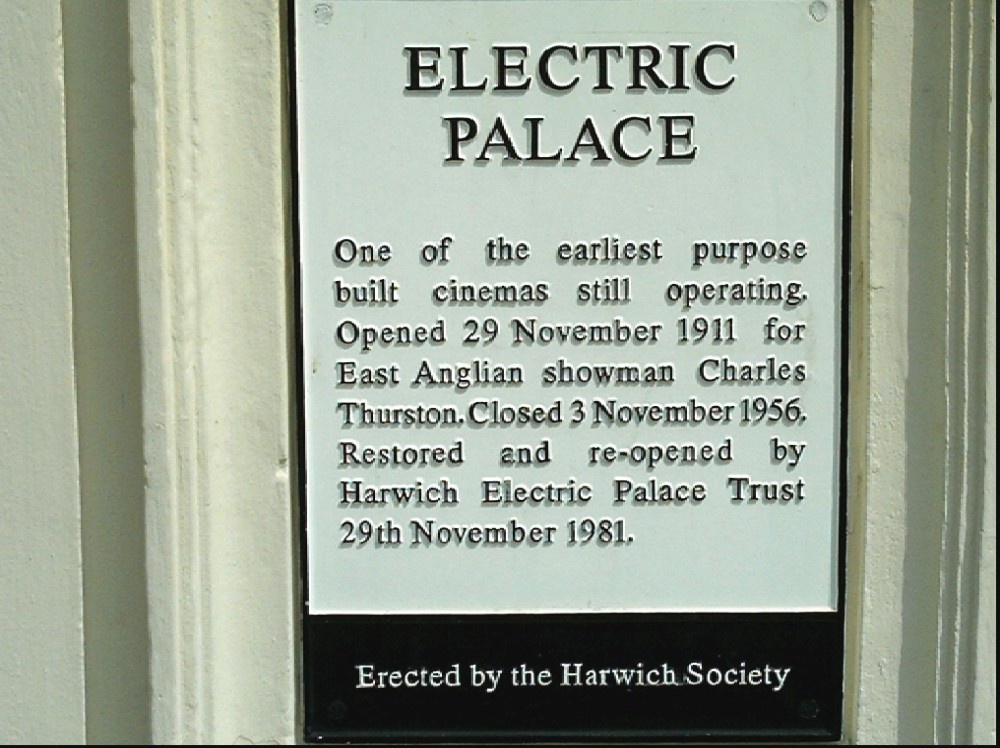 ELECTRIC
PALACE
One of the earliest purpose
built cinemas still operating.
Opened 29 November 1911 for
East Anglian showman Charles
Thurston. Closed 3 November 1956.
Restored and re-opened by
Harwich Electric Palace Trust
29th November 1981.
Erected by the Harwich Society